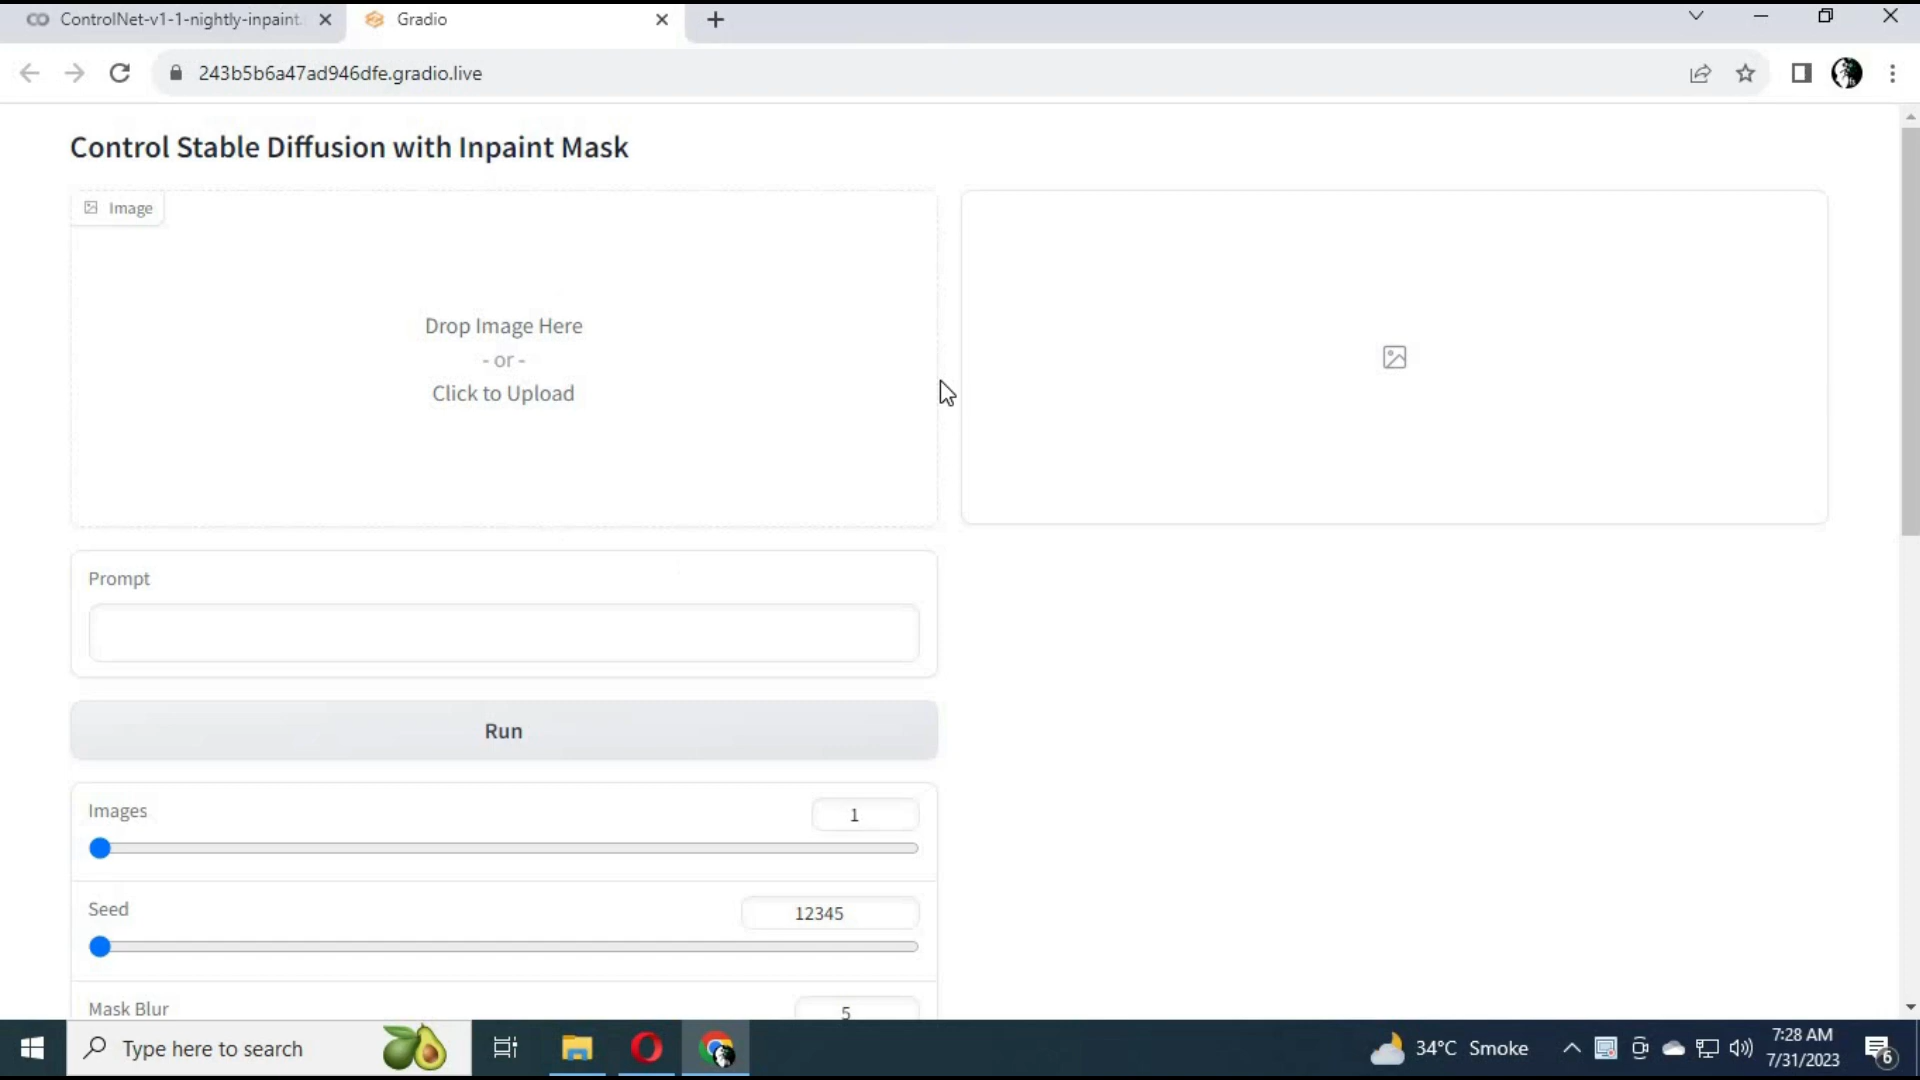 ControlNet-v1-1-nightly-inpaint.
Gradio
243b5b6a47ad946dfe.gradio.live
Control Stable Diffusion with Inpaint Mask
Image
Drop Image Here
- or -
Click to Upload
Prompt
Run
Images
1
Seed
12345
Mask Blur
5
Type here to search
34°C Smoke
7:28 AM
7/31/2023
6